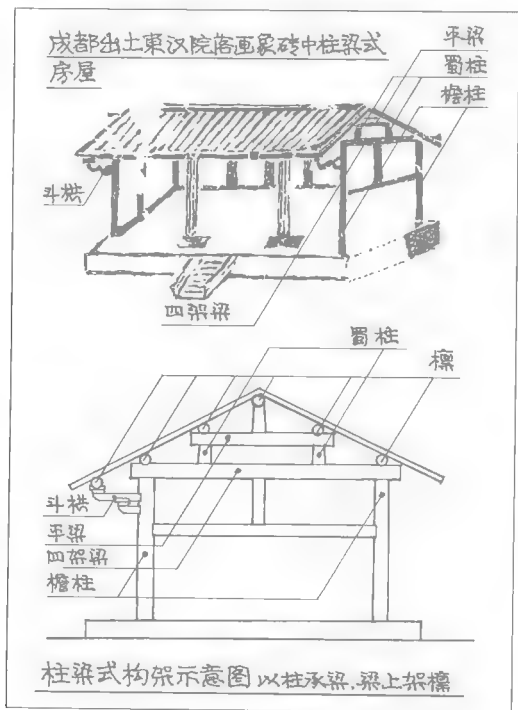 成都出土東汉院落画象砖中柱梁式
房屋
平梁
蜀柱
檐柱
斗栱
四架梁
蜀柱
檩
斗栱
平梁
四架梁
檐柱
柱梁式构架示意图 以柱承梁.梁上架檩